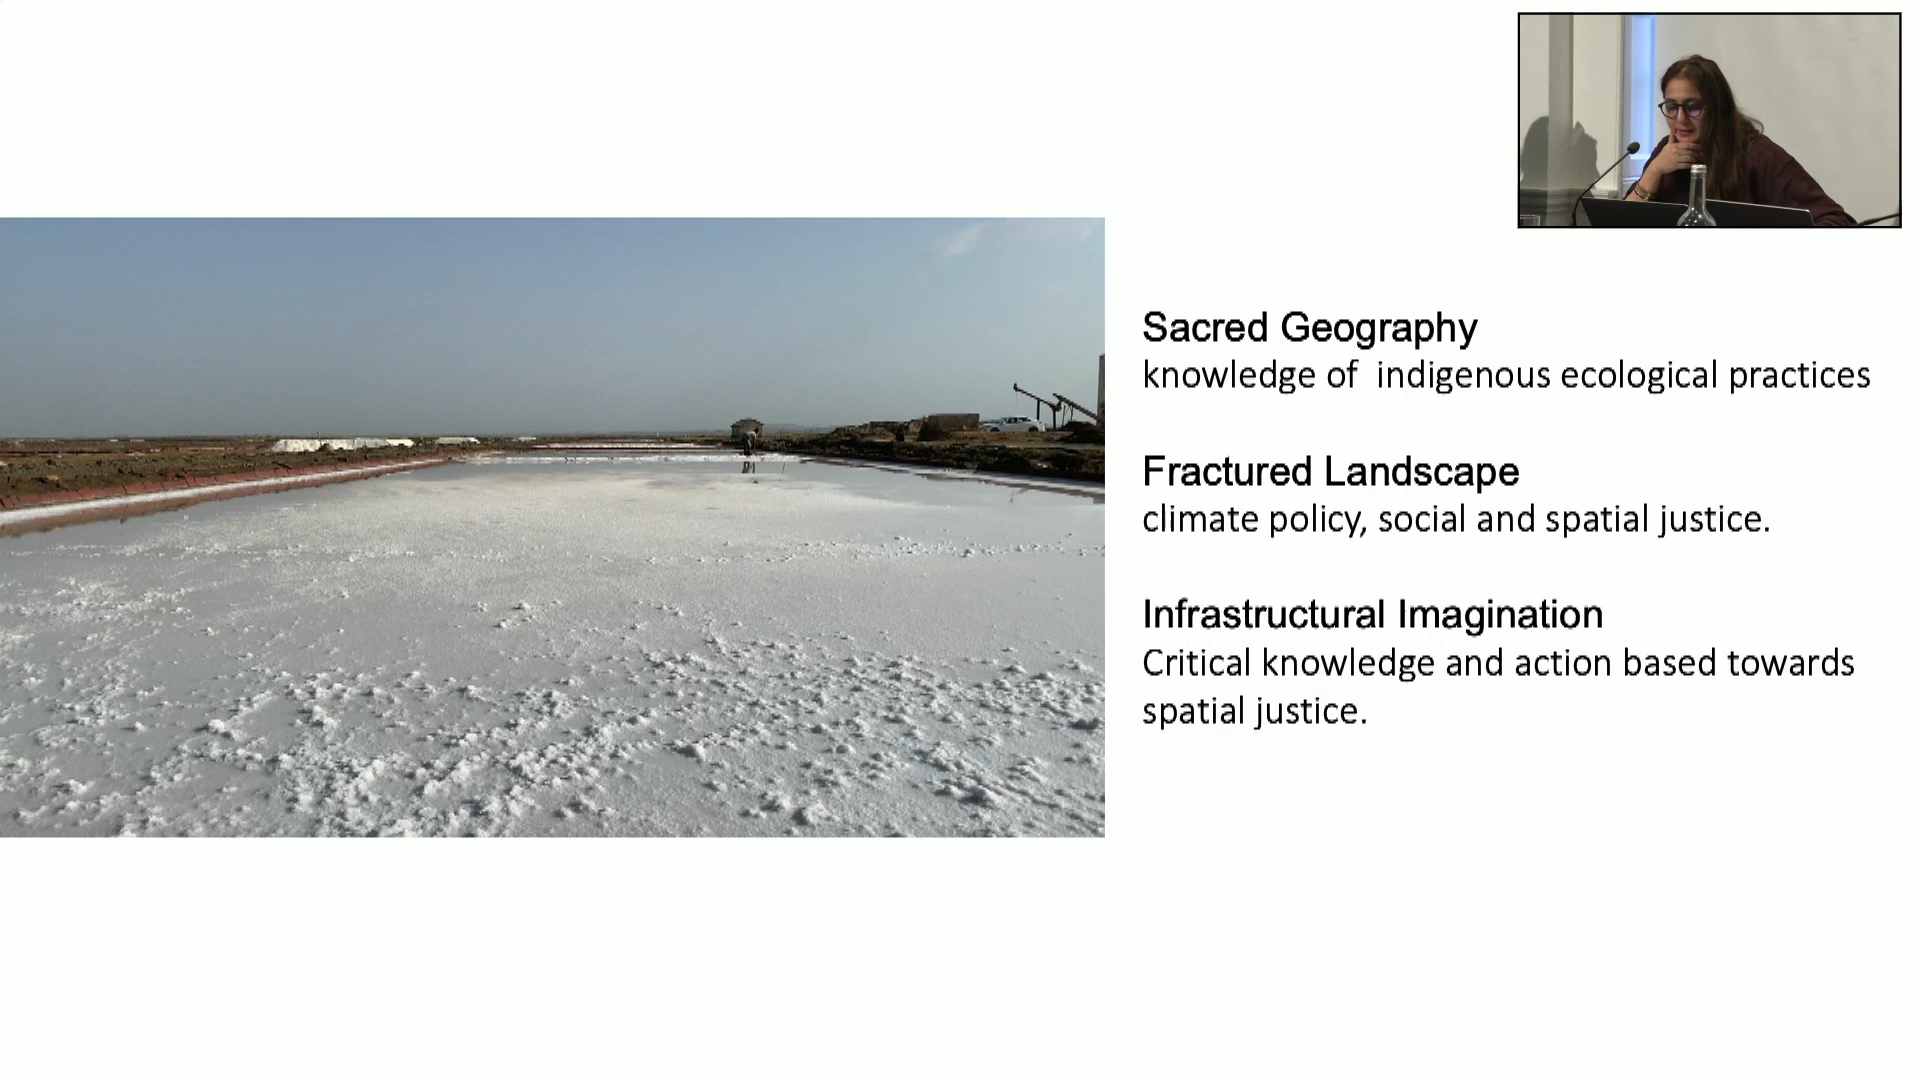 Sacred Geography
knowledge of  indigenous ecological practices
Fractured Landscape
climate policy, social and spatial justice.
Infrastructural Imagination
Critical knowledge and action based towards
spatial justice.